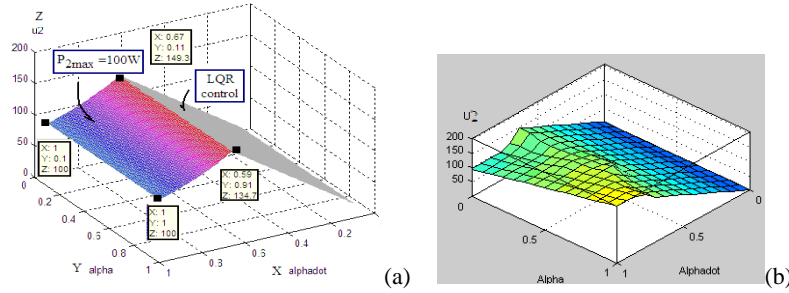 Z
u2
200
150
100
50
0
P2max =100W
X: 0.67
Y: 0.11
Z: 149.3
LQR
control
X: 1
Y: 0.1
Z: 100
X: 0.59
Y: 0.91
Z: 134.7
X: 1
Y: 1
Z: 100
0
0.2
0.4
0.6
0.8
1
1
0.8
0.6
0.4
0.2
Y alpha
X alphadot
(a)
U2
200
150
100
50
0
0.5
1
1
0.5
0
Alpha
Alphadot
(b)